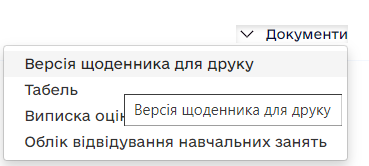 Документи
Версія щоденника для друку
Табель
Виписка оцін
Версія щоденника для друку
Облік відвідування навчальних занять